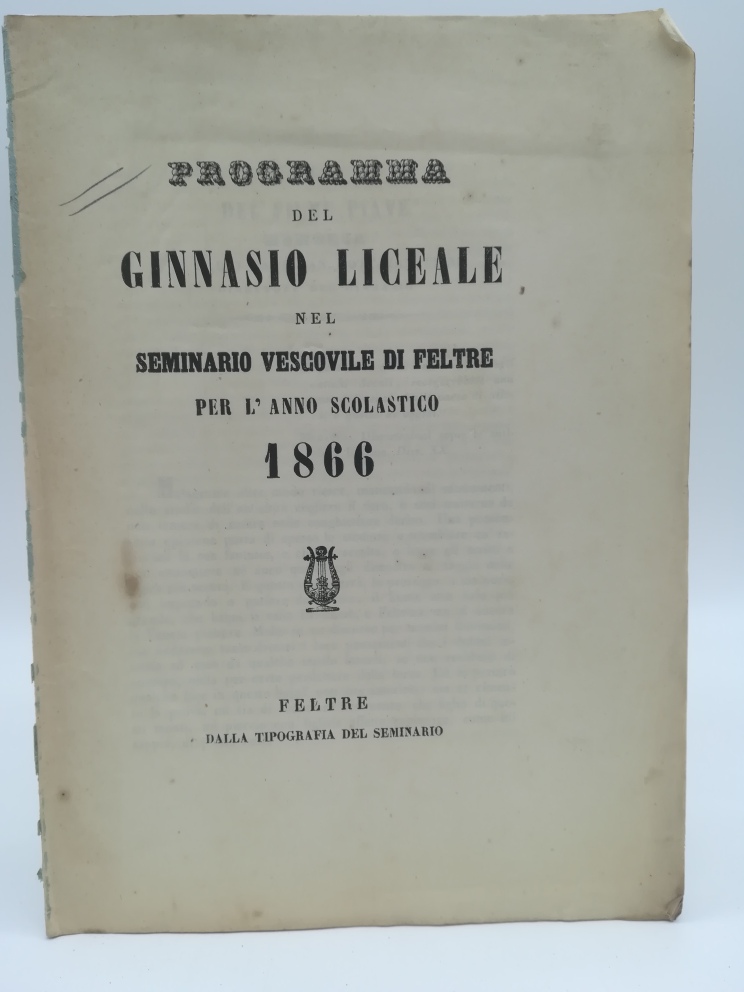 PROGRAMMA
DEL
GINNASIO LICEALE
NEL
SEMINARIO VESCOVILE DI FELTRE
PER L' ANNO SCOLASTICO
1866
FELTRE
DALLA TIPOGRAFIA DEL SEMINARIO